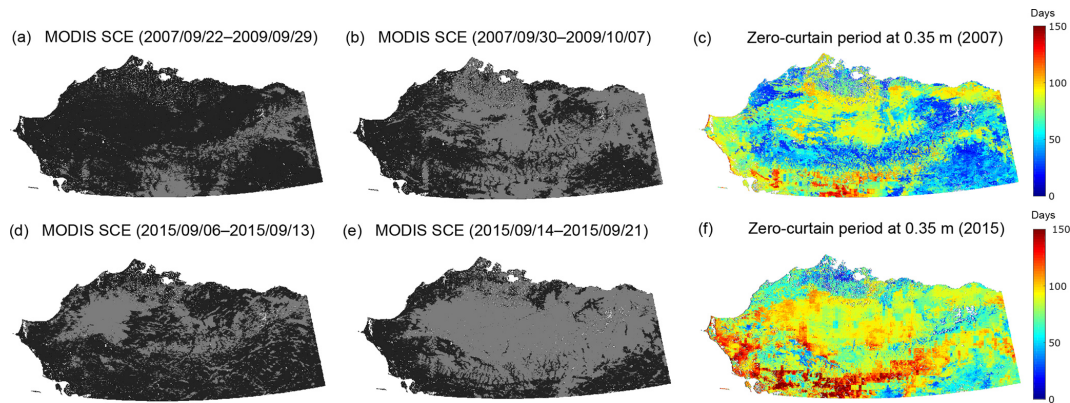 (a) MODIS SCE (2007/09/22–2009/09/29)
(b) MODIS SCE (2007/09/30–2009/10/07)
(c) Zero-curtain period at 0.35 m (2007)
Days
150
100
50
0
(d) MODIS SCE (2015/09/06–2015/09/13)
(e) MODIS SCE (2015/09/14–2015/09/21)
(f) Zero-curtain period at 0.35 m (2015)
Days
150
100
50
0